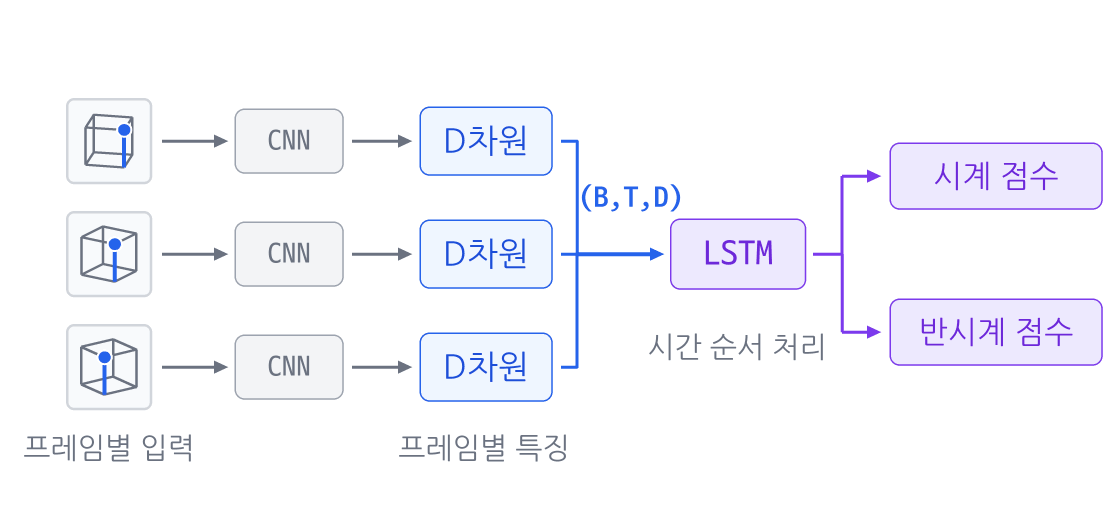 CNN
D차원
CNN
D차원
CNN
D차원
(B,T,D)
LSTM
시간 순서 처리
시계 점수
반시계 점수
프레임별 입력
프레임별 특징